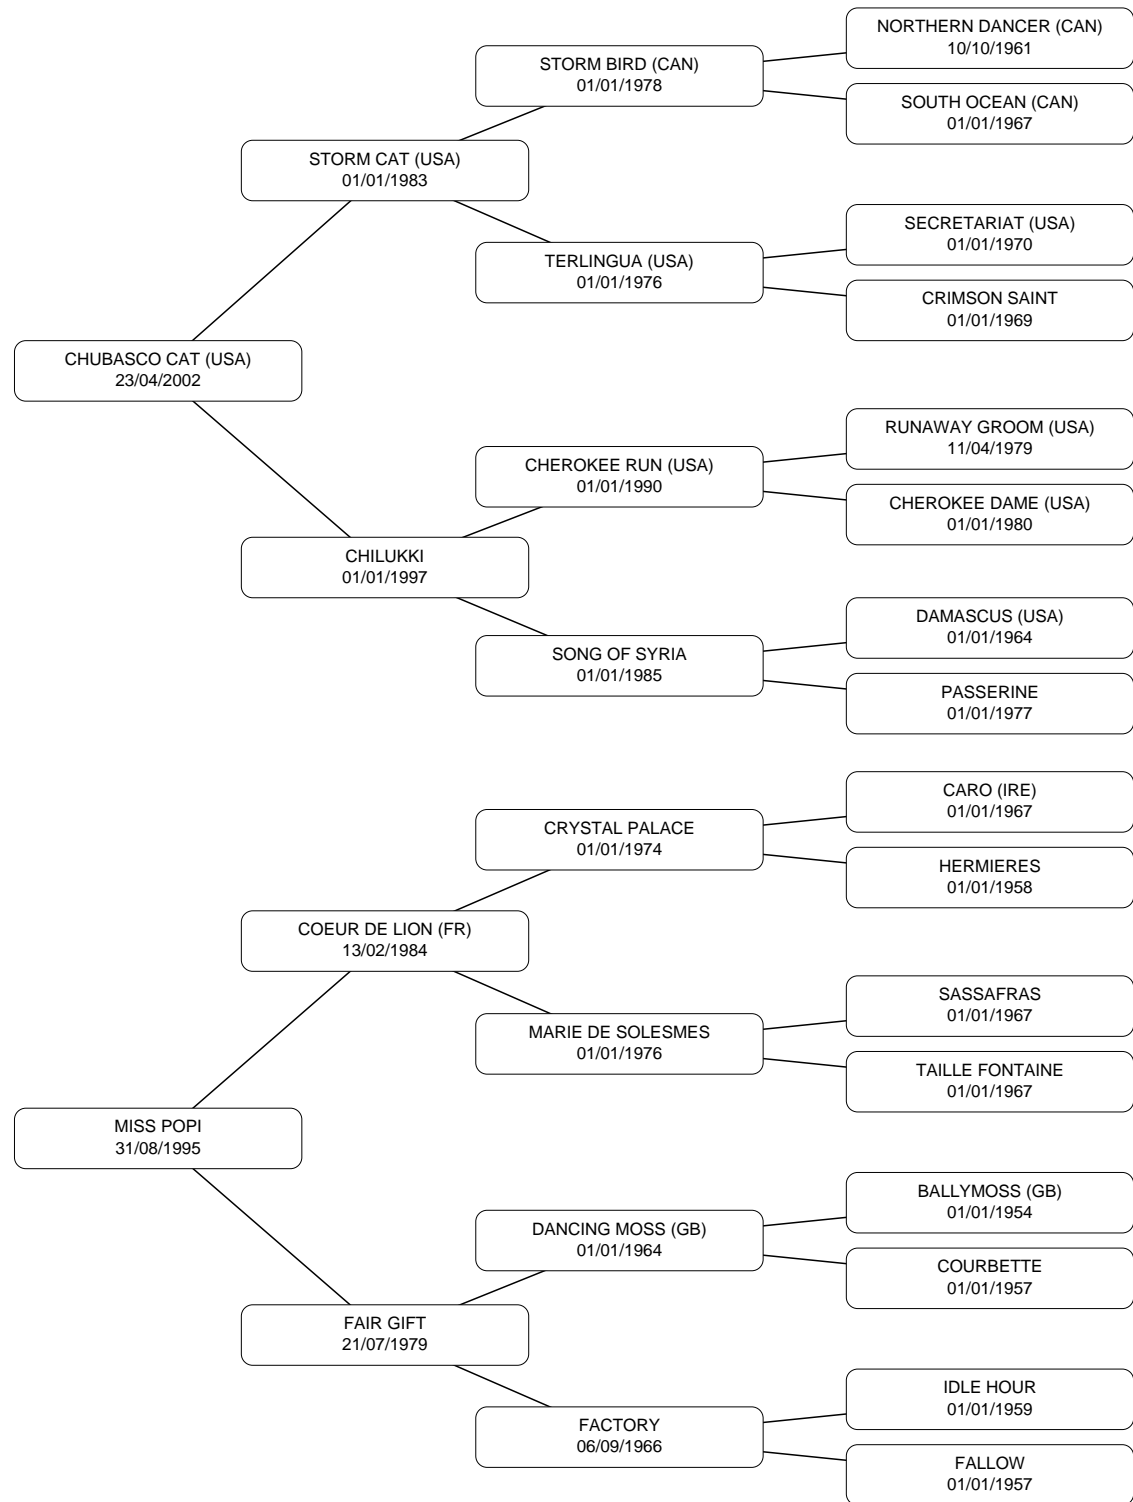 NORTHERN DANCER (CAN)
10/10/1961
STORM BIRD (CAN)
01/01/1978
SOUTH OCEAN (CAN)
01/01/1967
STORM CAT (USA)
01/01/1983
SECRETARIAT (USA)
01/01/1970
TERLINGUA (USA)
01/01/1976
CRIMSON SAINT
01/01/1969
CHUBASCO CAT (USA)
23/04/2002
RUNAWAY GROOM (USA)
11/04/1979
CHEROKEE RUN (USA)
01/01/1990
CHEROKEE DAME (USA)
01/01/1980
CHILUKKI
01/01/1997
DAMASCUS (USA)
01/01/1964
SONG OF SYRIA
01/01/1985
PASSERINE
01/01/1977
CARO (IRE)
01/01/1967
CRYSTAL PALACE
01/01/1974
HERMIERES
01/01/1958
COEUR DE LION (FR)
13/02/1984
SASSAFRAS
01/01/1967
MARIE DE SOLESMES
01/01/1976
TAILLE FONTAINE
01/01/1967
MISS POPI
31/08/1995
BALLYMOSS (GB)
01/01/1954
DANCING MOSS (GB)
01/01/1964
COURBETTE
01/01/1957
FAIR GIFT
21/07/1979
IDLE HOUR
01/01/1959
FACTORY
06/09/1966
FALLOW
01/01/1957